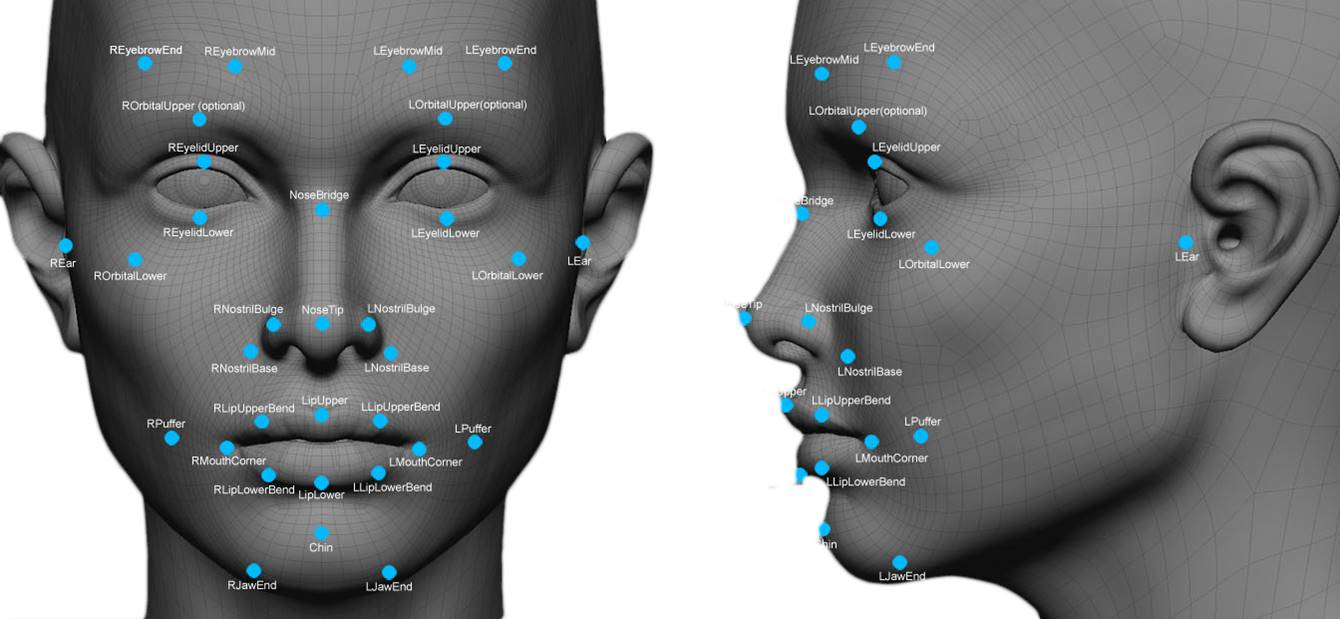 REyebrowEnd
REyebrowMid
LEyebrowMid
LEyebrowEnd
ROrbitalUpper (optional)
LOrbitalUpper(optional)
REyelidUpper
LEyelidUpper
NoseBridge
REyelidLower
LEyelidLower
REar
LEar
ROrbitalLower
LOrbitalLower
RNostrilBulge
NoseTip
LNostrilBulge
RNostrilBase
LNostrilBase
LipUpper
RLipUpperBend
LLipUpperBend
RPuffer
LPuffer
RMouthCorner
LMouthCorner
RLipLowerBend
LipLower
LLipLowerBend
Chin
RJawEnd
LJawEnd
LEyebrowEnd
LEyebrowMid
LOrbitalUpper(optional)
LEyelidUpper
eBridge
LEyelidLower
LEar
LOrbitalLower
LNostrilBulge
LNostrilBase
LLipUpperBend
LPuffer
LMouthCorner
LLipLowerBend
LJawEnd